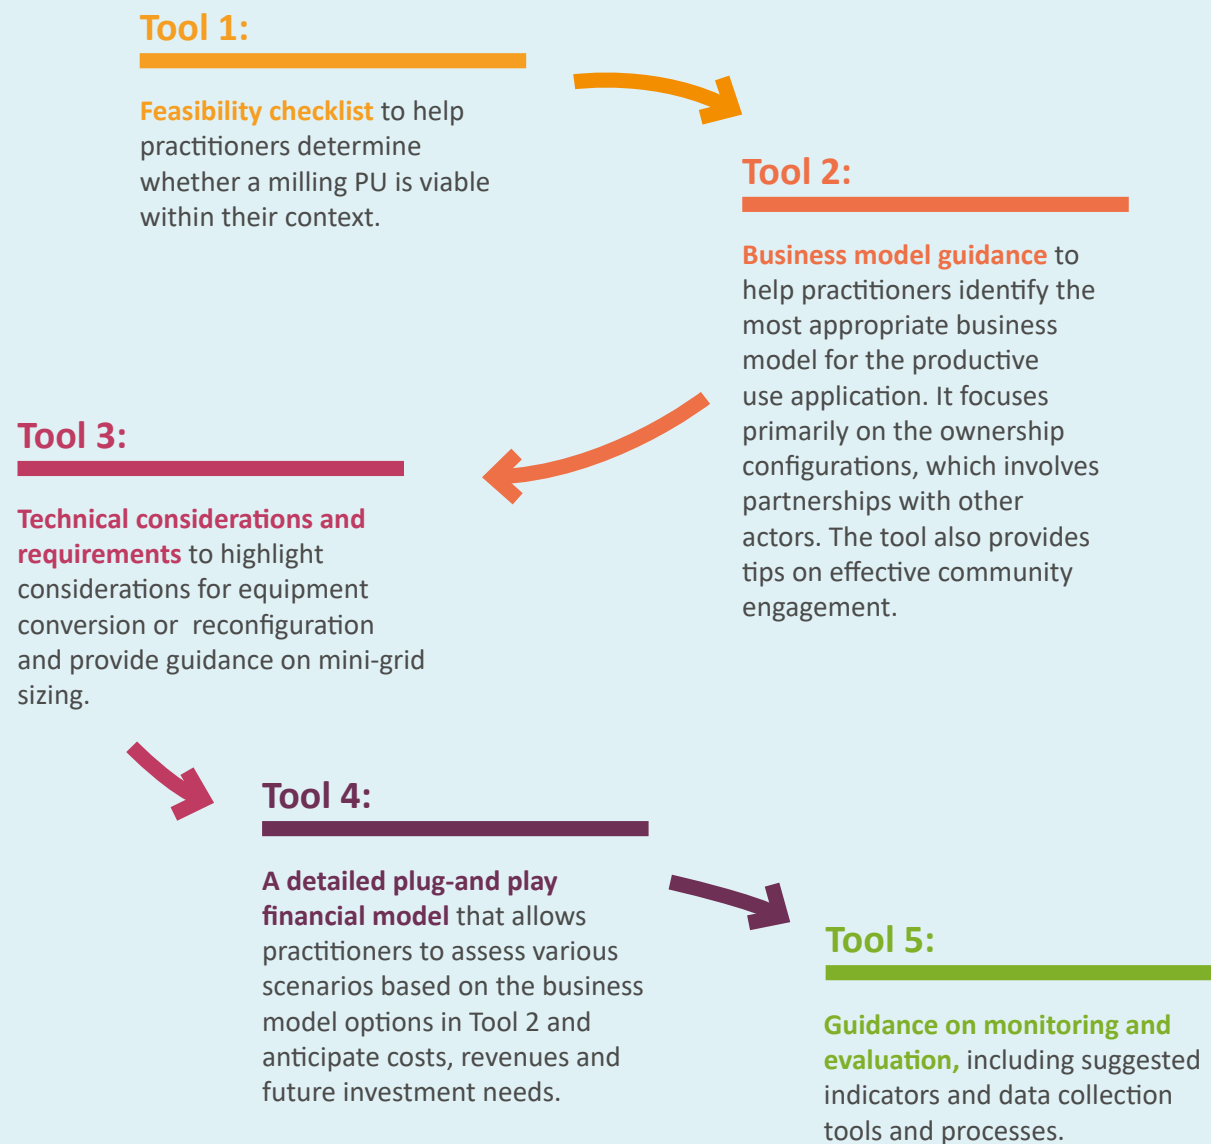 Tool 1:
Feasibility checklist to help
practitioners determine
whether a milling PU is viable
within their context.
Tool 2:
Business model guidance to
help practitioners identify the
most appropriate business
model for the productive
use application. It focuses
primarily on the ownership
configurations, which involves
partnerships with other
actors. The tool also provides
tips on effective community
engagement.
Tool 3:
Technical considerations and
requirements to highlight
considerations for equipment
conversion or reconfiguration
and provide guidance on mini-grid
sizing.
Tool 4:
A detailed plug-and play
financial model that allows
practitioners to assess various
scenarios based on the business
model options in Tool 2 and
anticipate costs, revenues and
future investment needs.
Tool 5:
Guidance on monitoring and
evaluation, including suggested
indicators and data collection
tools and processes.